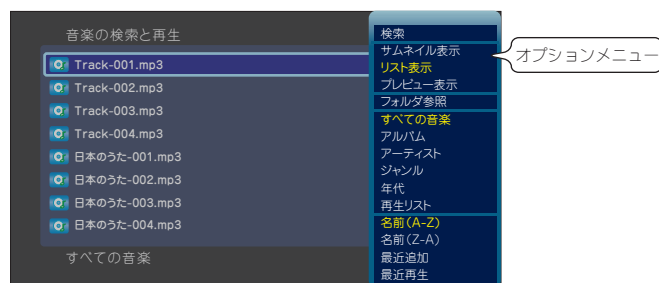 音楽の検索と再生
Track-001.mp3
Track-002.mp3
Track-003.mp3
Track-004.mp3
日本のうた-001.mp3
日本のうた-002.mp3
日本のうた-003.mp3
日本のうた-004.mp3
すべての音楽
検索
サムネイル表示
リスト表示
プレビュー表示
フォルダ参照
すべての音楽
アルバム
アーティスト
ジャンル
年代
再生リスト
名前(A-Z)
名前(Z-A)
最近追加
最近再生
オプションメニュー